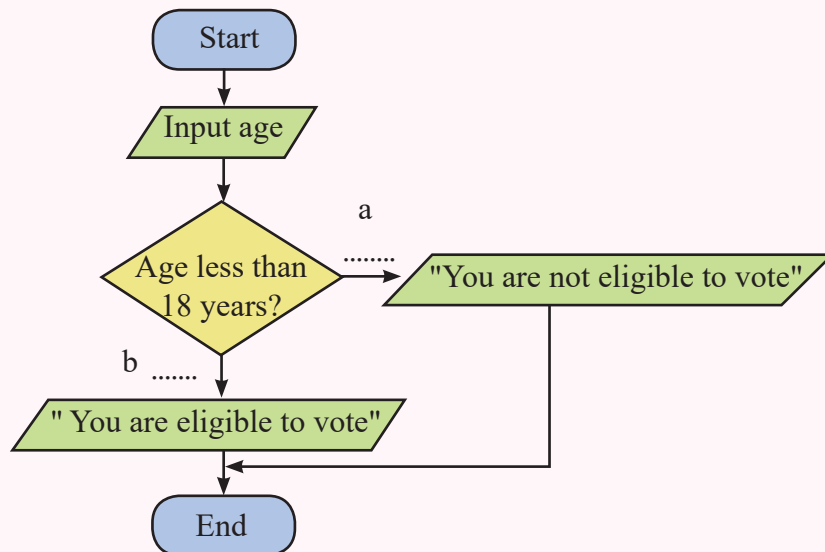 Start
Input age
a
........
Age less than
18 years?
"You are not eligible to vote"
b .......
" You are eligible to vote"
End